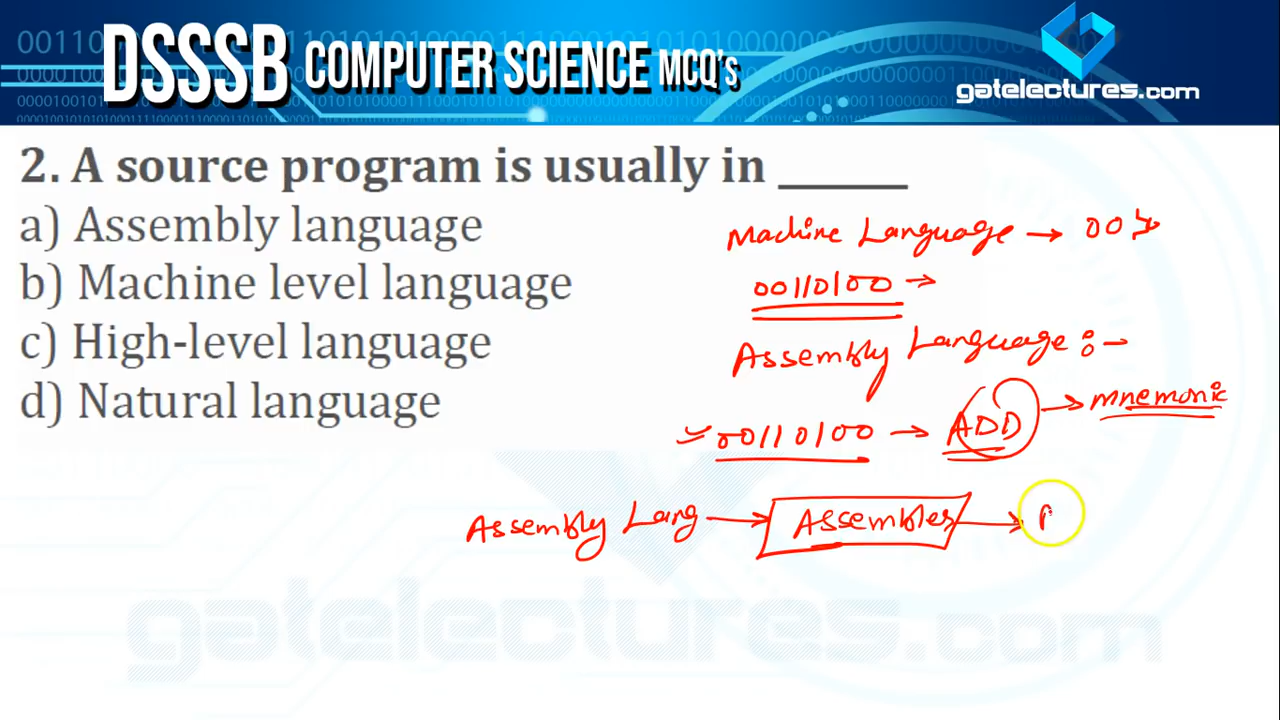 DSSSB COMPUTER SCIENCE MCQ's
gatelectures.com
2. A source program is usually in ______
a) Assembly language
b) Machine level language
c) High-level language
d) Natural language
Machine Language → 00
00110100 →
Assembly Language :-
00110100 → ADD → mnemonic
Assembly Lang → Assembler →
gatelectures.com